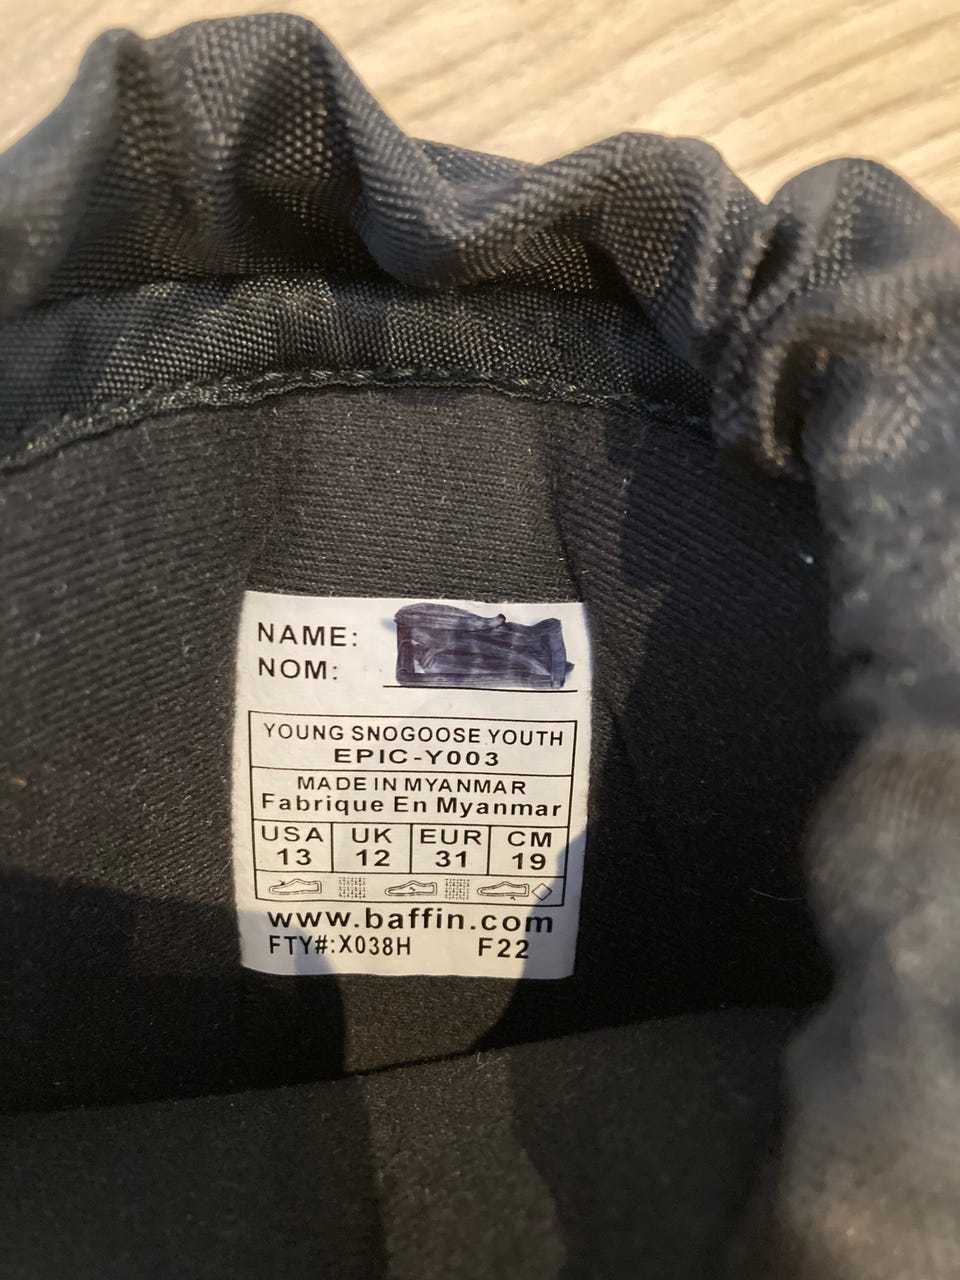 NAME:
NOM:
YOUNG SNOGOOSE YOUTH
EPIC-Y003
MADE IN MYANMAR
Fabrique En Myanmar
USA UK EUR CM
13 12 31 19
www.baffin.com
FTY#:X038H F22